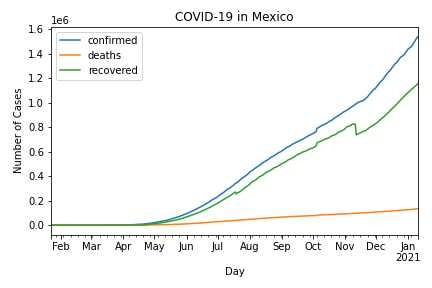 COVID-19 in Mexico
1e6
confirmed
deaths
recovered
Number of Cases
1.6
1.4
1.2
1.0
0.8
0.6
0.4
0.2
0.0
Feb Mar Apr May Jun Jul Aug Sep Oct Nov Dec Jan
2021
Day